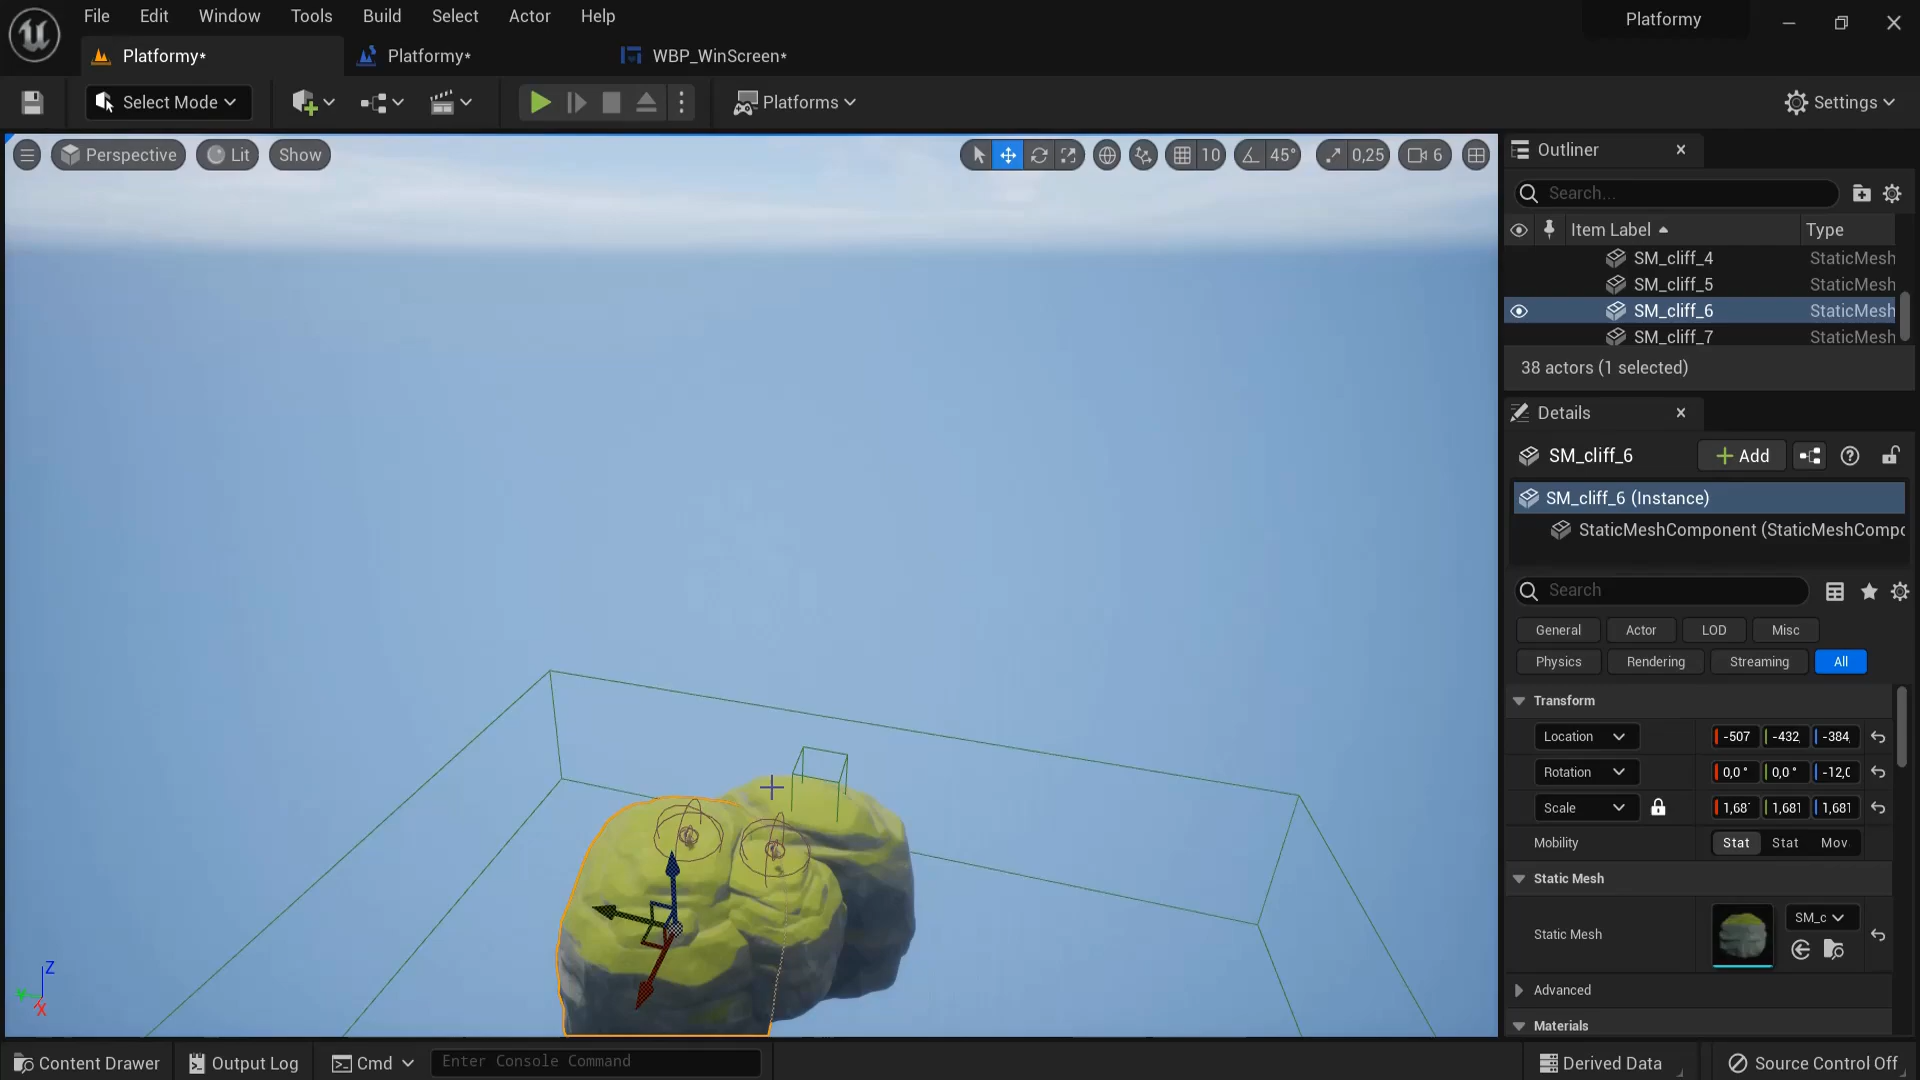 File Edit Window Tools Build Select Actor Help
Platformy
Platformy*
Platformy*
WBP_WinScreen*
Select Mode
Platforms
Settings
Perspective
Lit
Show
10
45°
0,25
6
Outliner
Search...
Item Label
Type
SM_cliff_4 StaticMesh
SM_cliff_5 StaticMesh
SM_cliff_6 StaticMesh
SM_cliff_7 StaticMesh
38 actors (1 selected)
Details
SM_cliff_6
Add
SM_cliff_6 (Instance)
StaticMeshComponent (StaticMeshCompo
Search
General Actor LOD Misc
Physics Rendering Streaming All
Transform
Location -507 -432, -384,
Rotation 0,0 ° 0,0 ° -12,0
Scale 1,681 1,681 1,681
Mobility Stat Stat Mov
Static Mesh
Static Mesh
SM_c
Advanced
Materials
Z
Y
X
Content Drawer
Output Log
Cmd
Enter Console Command
Derived Data
Source Control Off